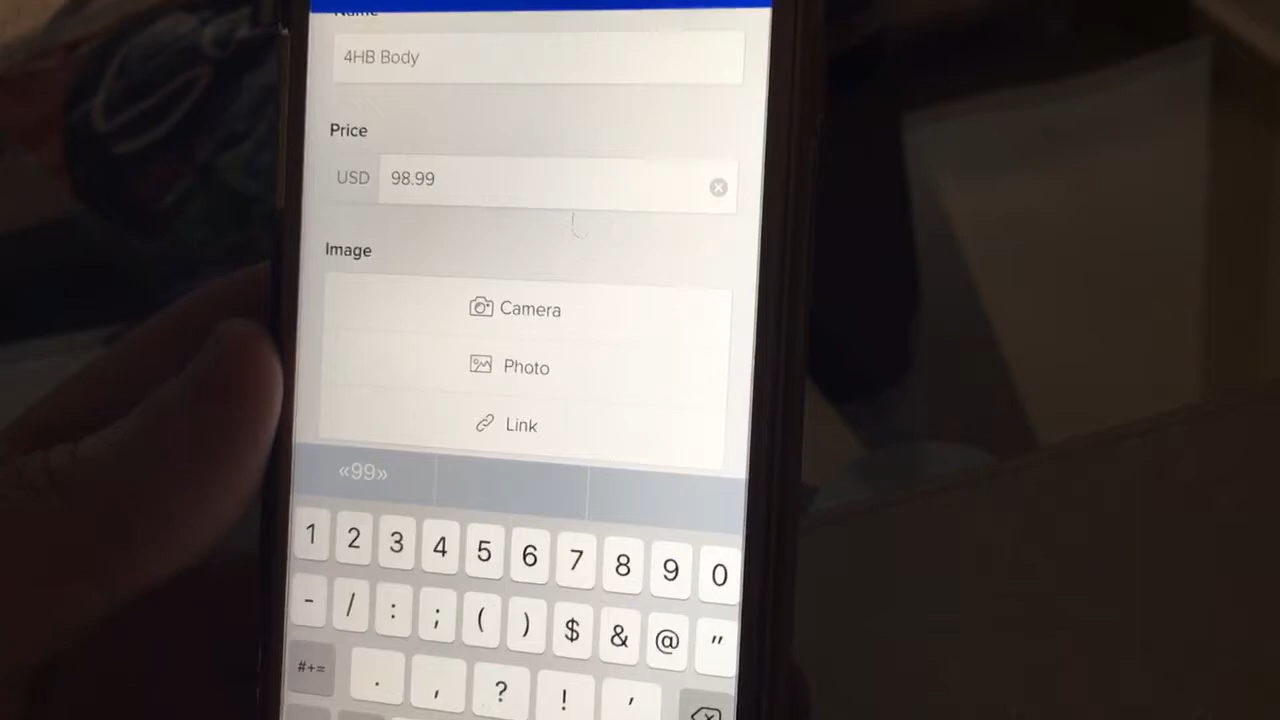 Name
4HB Body
Price
USD 98.99
Image
Camera
Photo
Link
«99»
1 2 3 4 5 6 7 8 9 0
- / : ; ( ) $ & @ "
#+= . , ? ! '